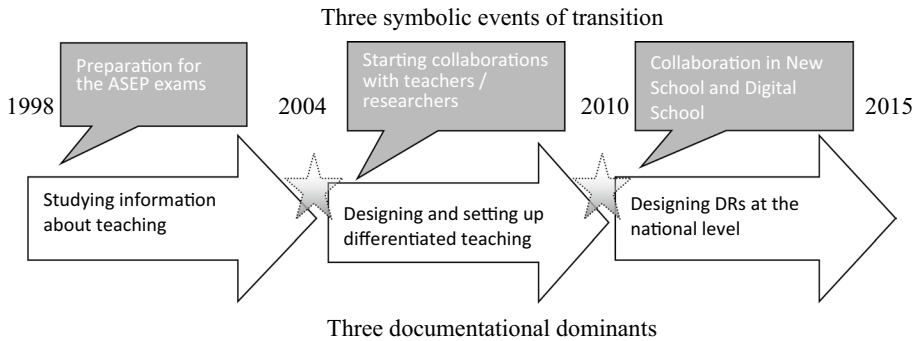 Three symbolic events of transition
Preparation for
the ASEP exams
Starting collaborations
with teachers /
researchers
Collaboration in New
School and Digital
School
1998
2004
2010
2015
Studying information
about teaching
Designing and setting up
differentiated teaching
Designing DRs at the
national level
Three documentational dominants